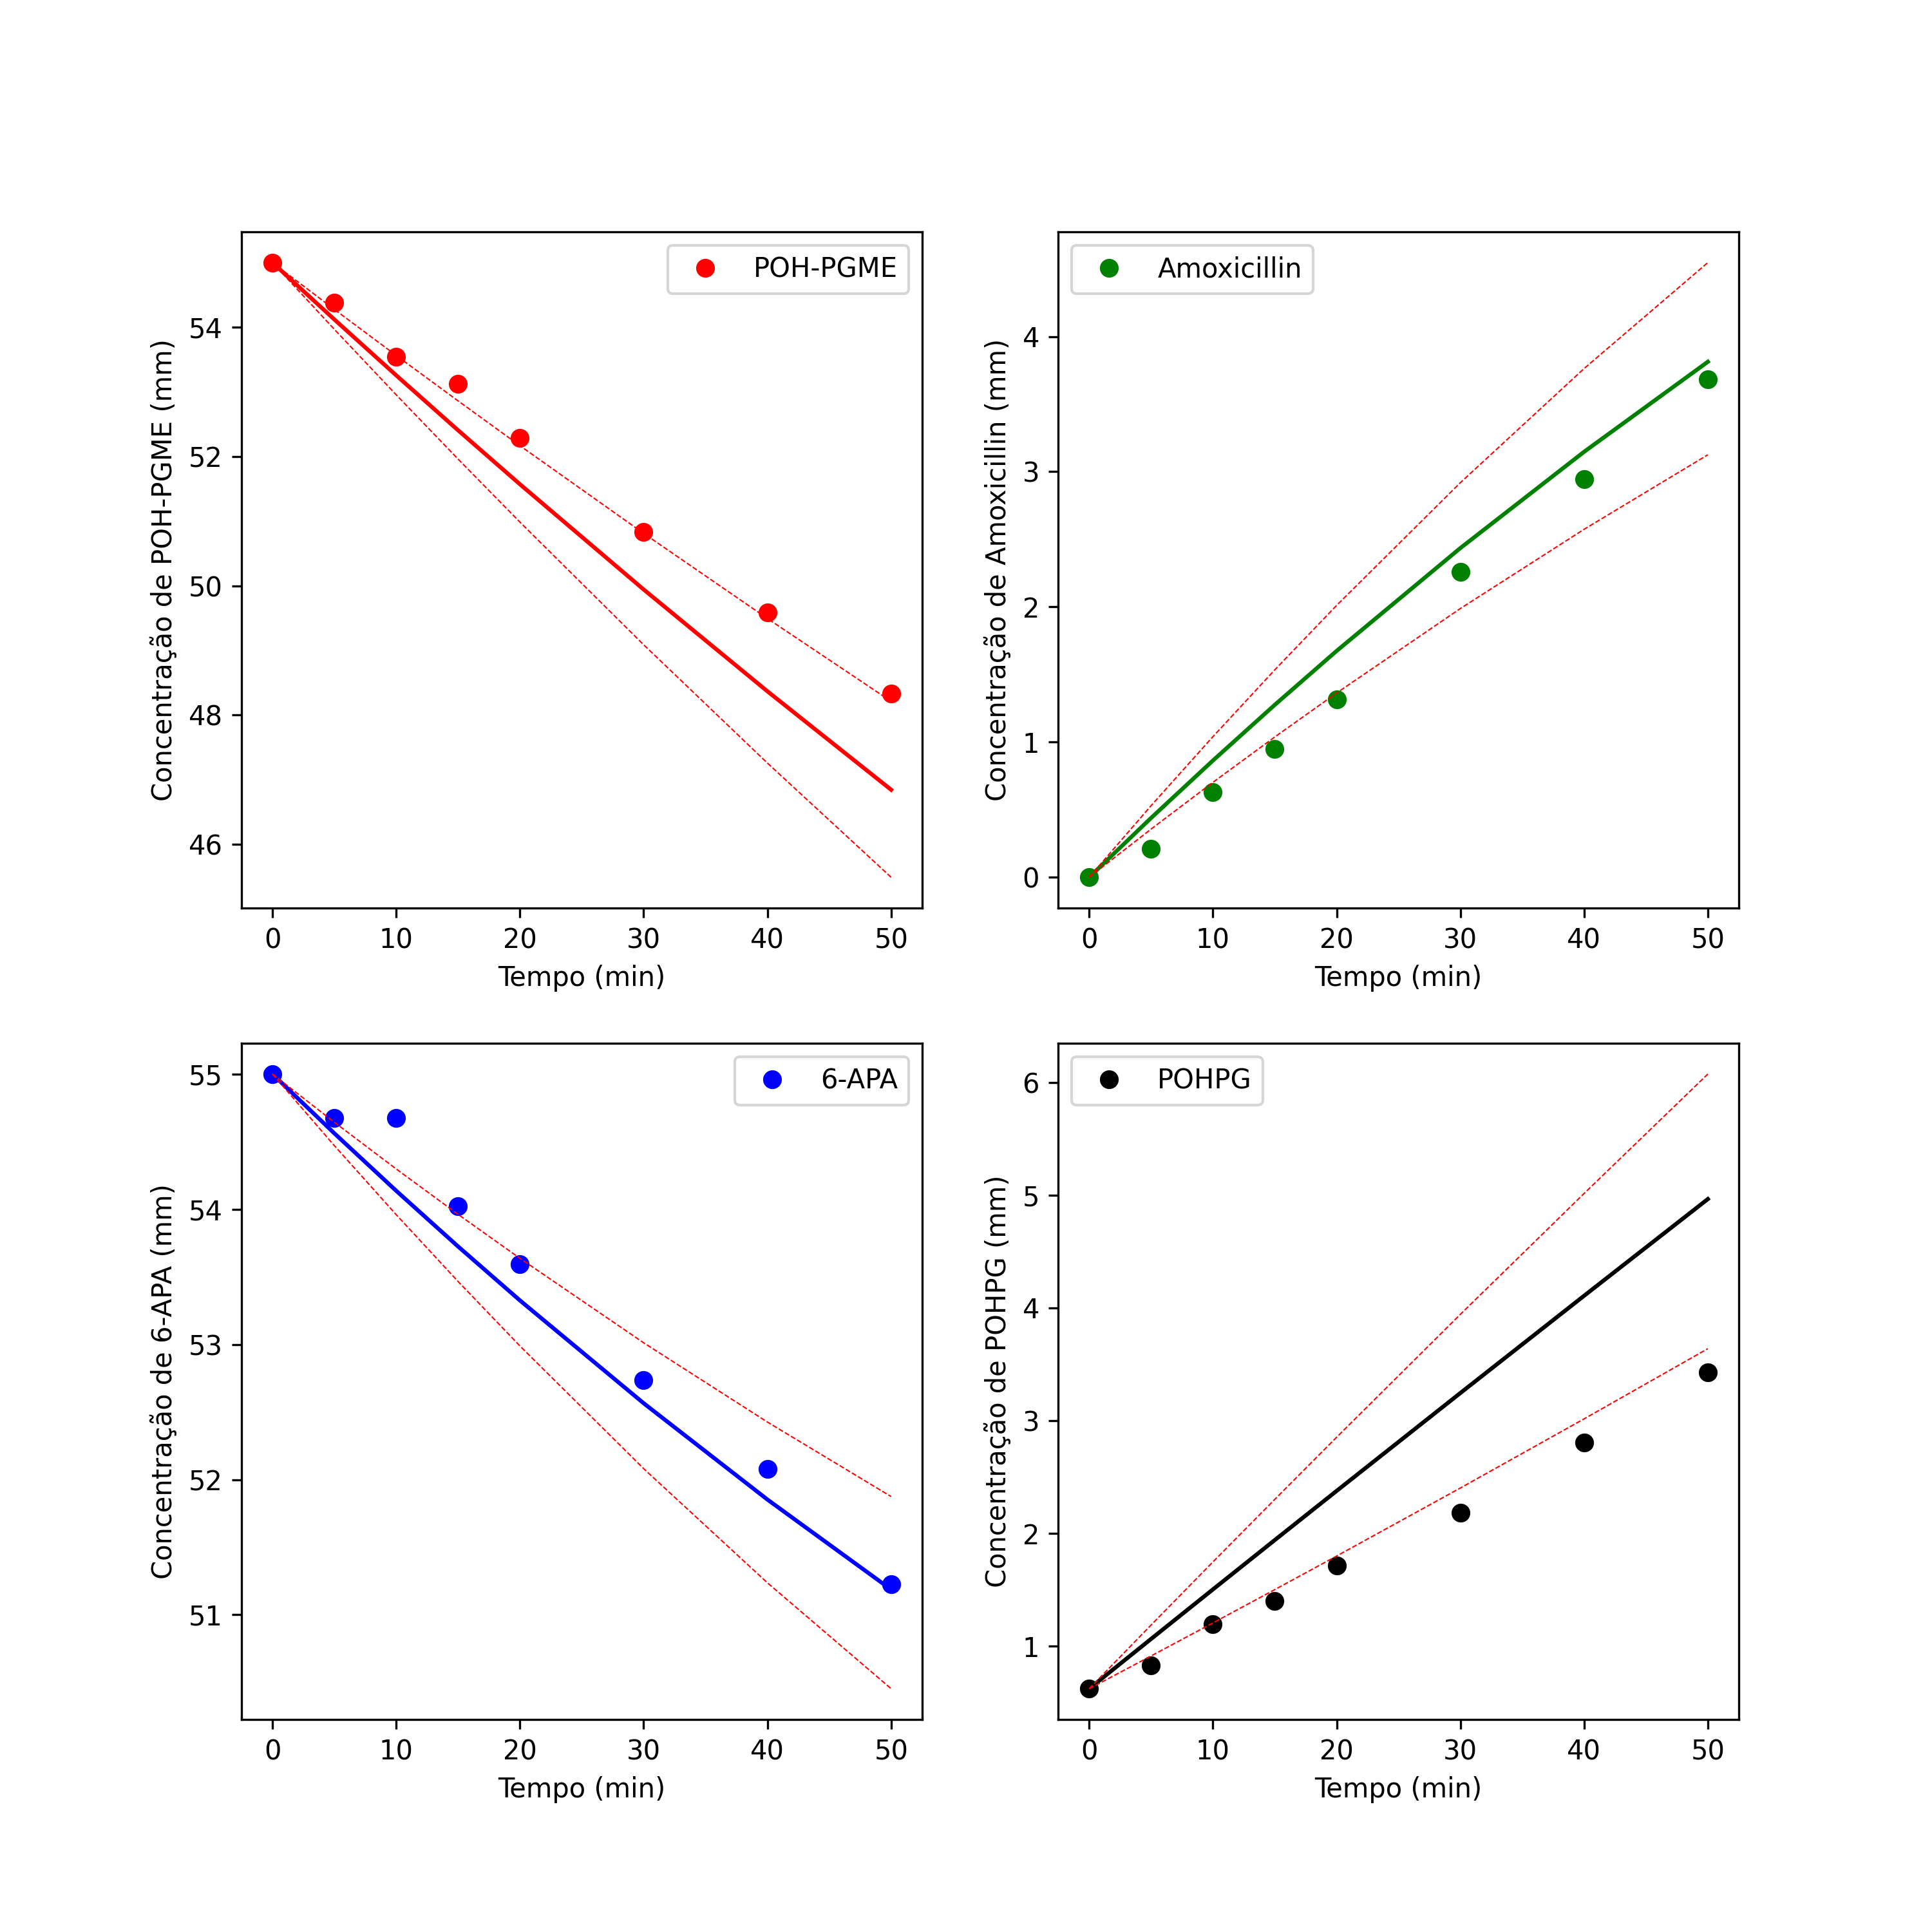 POH-PGME
Concentração de POH-PGME (mm)
54
52
50
48
46
0 10 20 30 40 50
Tempo (min)
Amoxicillin
Concentração de Amoxicillin (mm)
4
3
2
1
0
0 10 20 30 40 50
Tempo (min)
6-APA
Concentração de 6-APA (mm)
55
54
53
52
51
0 10 20 30 40 50
Tempo (min)
POHPG
Concentração de POHPG (mm)
6
5
4
3
2
1
0 10 20 30 40 50
Tempo (min)